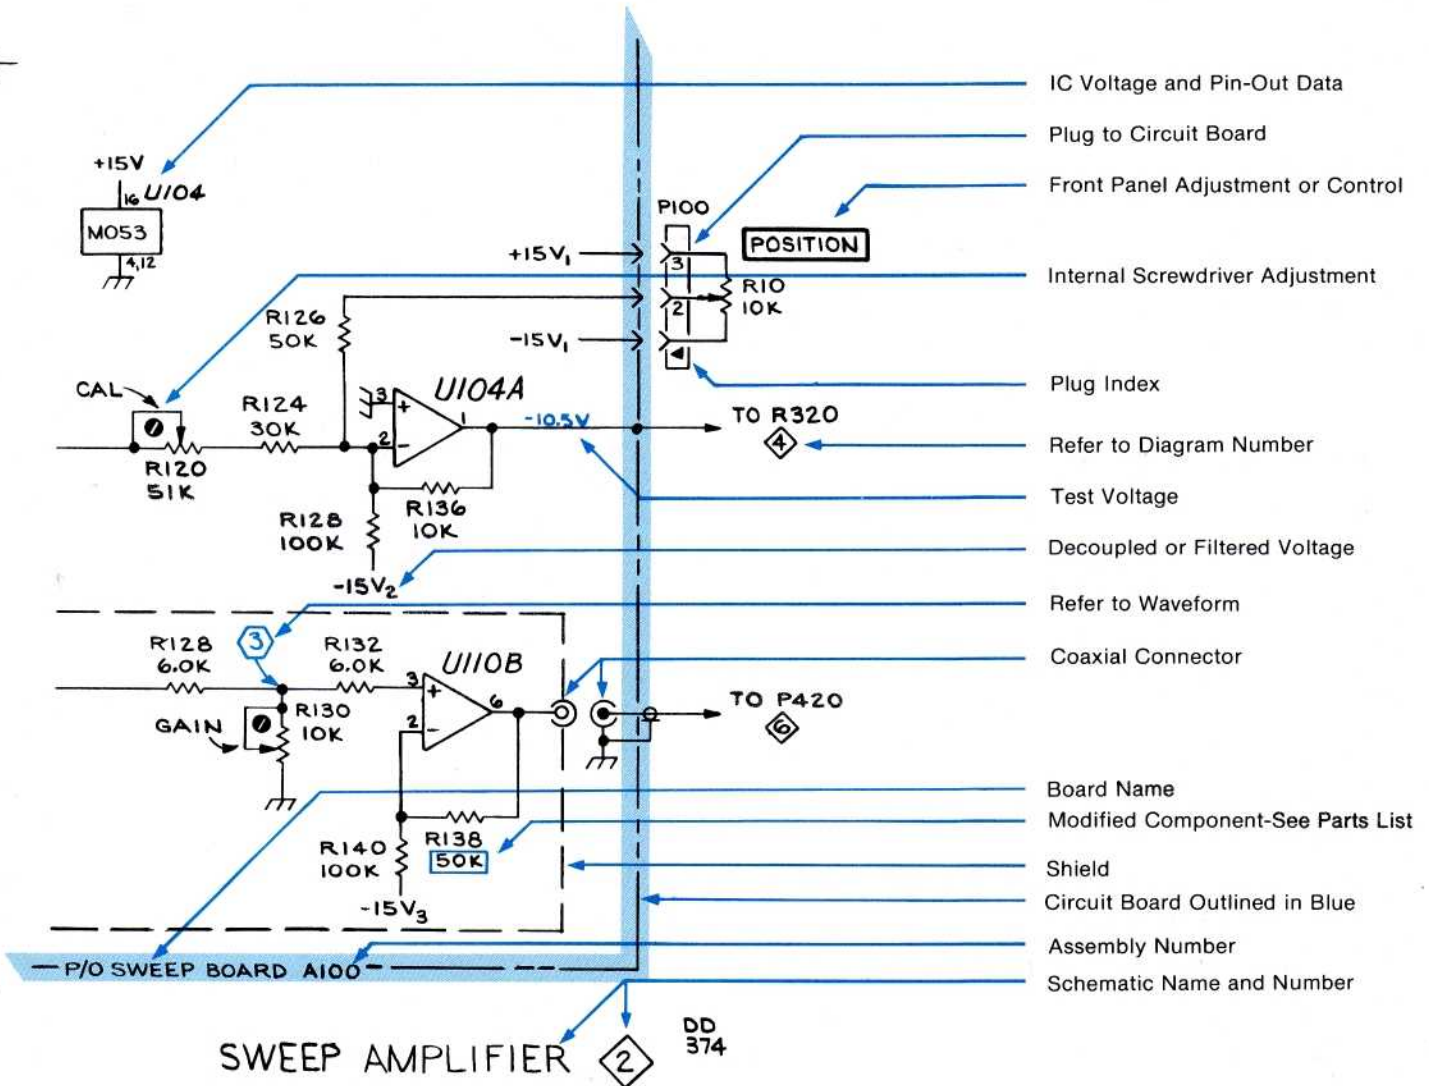 IC Voltage and Pin-Out Data
Plug to Circuit Board
Front Panel Adjustment or Control
+15V
16 U104
M053
4,12
P100
POSITION
+15V1
3
Internal Screwdriver Adjustment
R10
10K
2
R126
50K
-15V1
Plug Index
CAL
U104A
3
+
1
R124
30K
-10.5V
TO R320
4
Refer to Diagram Number
2
-
R120
51K
Test Voltage
R136
10K
R128
100K
Decoupled or Filtered Voltage
-15V2
Refer to Waveform
3
R128
6.0K
R132
6.0K
U110B
Coaxial Connector
3
+
6
TO P420
6
R130
10K
GAIN
2
-
Board Name
Modified Component-See Parts List
R138
50K
R140
100K
Shield
-15V3
Circuit Board Outlined in Blue
Assembly Number
P/O SWEEP BOARD A100
Schematic Name and Number
SWEEP AMPLIFIER 2
DD
374